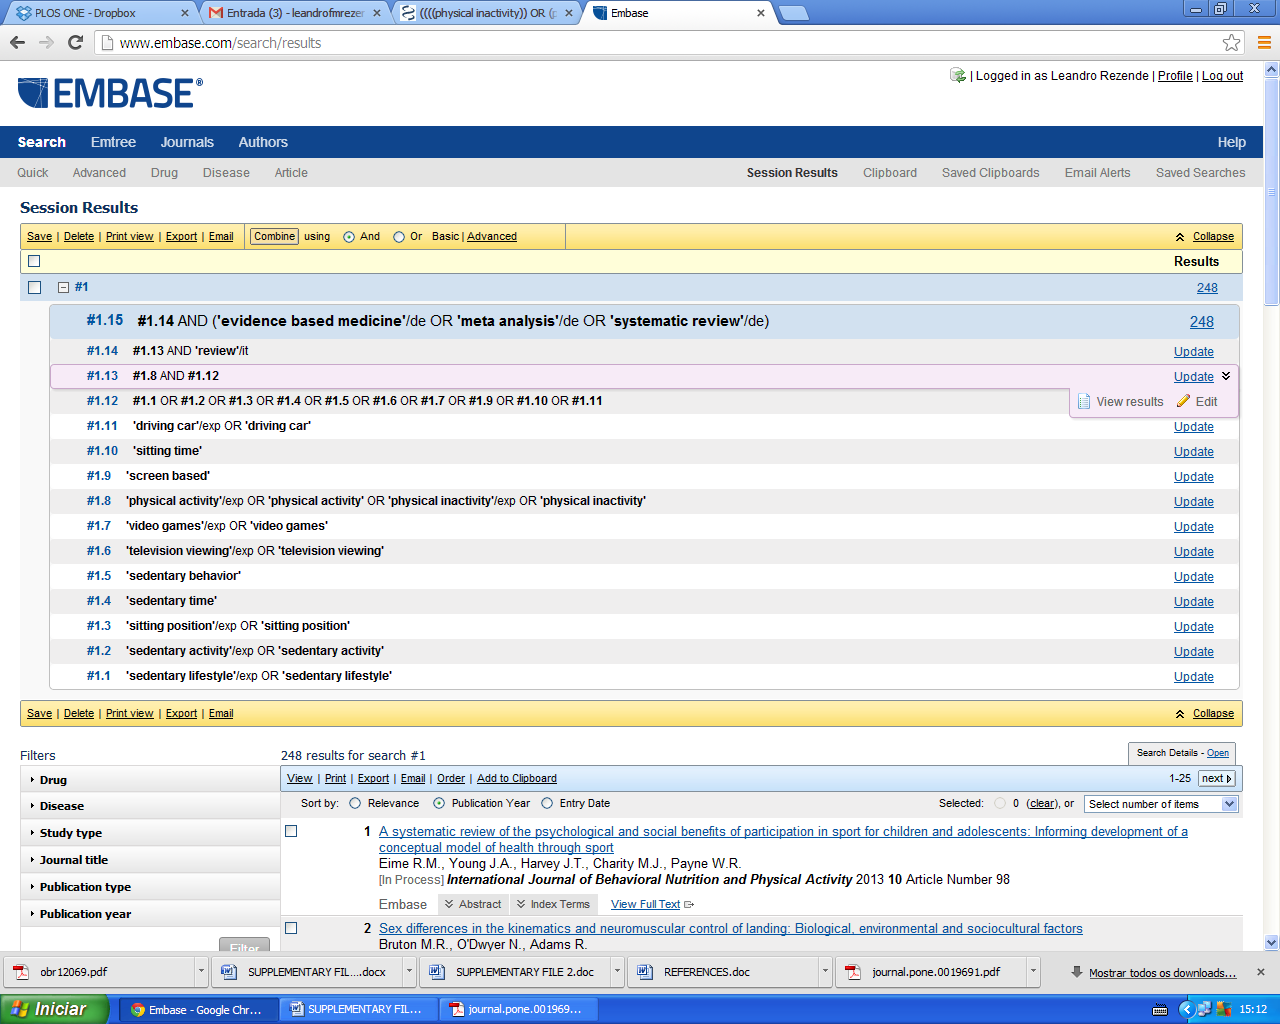 PLOS ONE - Dropbox
Entrada (3) - leandrofmrezer
((((physical inactivity)) OR (p
Embase
www.embase.com/search/results
| Logged in as Leandro Rezende | Profile | Log out
EMBASE®
Search Emtree Journals Authors Help
Quick Advanced Drug Disease Article Session Results Clipboard Saved Clipboards Email Alerts Saved Searches
Session Results
Save | Delete | Print view | Export | Email Combine using And Or Basic | Advanced Collapse
Results
#1 248
#1.15 #1.14 AND ('evidence based medicine'/de OR 'meta analysis'/de OR 'systematic review'/de) 248
#1.14 #1.13 AND 'review'/it Update
#1.13 #1.8 AND #1.12 Update
#1.12 #1.1 OR #1.2 OR #1.3 OR #1.4 OR #1.5 OR #1.6 OR #1.7 OR #1.9 OR #1.10 OR #1.11 View results Edit
#1.11 'driving car'/exp OR 'driving car' Update
#1.10 'sitting time' Update
#1.9 'screen based' Update
#1.8 'physical activity'/exp OR 'physical activity' OR 'physical inactivity'/exp OR 'physical inactivity' Update
#1.7 'video games'/exp OR 'video games' Update
#1.6 'television viewing'/exp OR 'television viewing' Update
#1.5 'sedentary behavior' Update
#1.4 'sedentary time' Update
#1.3 'sitting position'/exp OR 'sitting position' Update
#1.2 'sedentary activity'/exp OR 'sedentary activity' Update
#1.1 'sedentary lifestyle'/exp OR 'sedentary lifestyle' Update
Save | Delete | Print view | Export | Email Collapse
Filters
Drug
Disease
Study type
Journal title
Publication type
Publication year
Filter
248 results for search #1 Search Details - Open
View | Print | Export | Email | Order | Add to Clipboard 1-25 next
Sort by: Relevance Publication Year Entry Date Selected: 0 (clear), or Select number of items
1 A systematic review of the psychological and social benefits of participation in sport for children and adolescents: Informing development of a
conceptual model of health through sport
Eime R.M., Young J.A., Harvey J.T., Charity M.J., Payne W.R.
[In Process] International Journal of Behavioral Nutrition and Physical Activity 2013 10 Article Number 98
Embase Abstract Index Terms View Full Text
2 Sex differences in the kinematics and neuromuscular control of landing: Biological, environmental and sociocultural factors
Bruton M.R., O'Dwyer N., Adams R.
obr12069.pdf SUPPLEMENTARY FIL....docx SUPPLEMENTARY FILE 2.doc REFERENCES.doc journal.pone.0019691.pdf Mostrar todos os downloads...
Iniciar Embase - Google Chr... SUPPLEMENTARY FIL... journal.pone.001969... 15:12